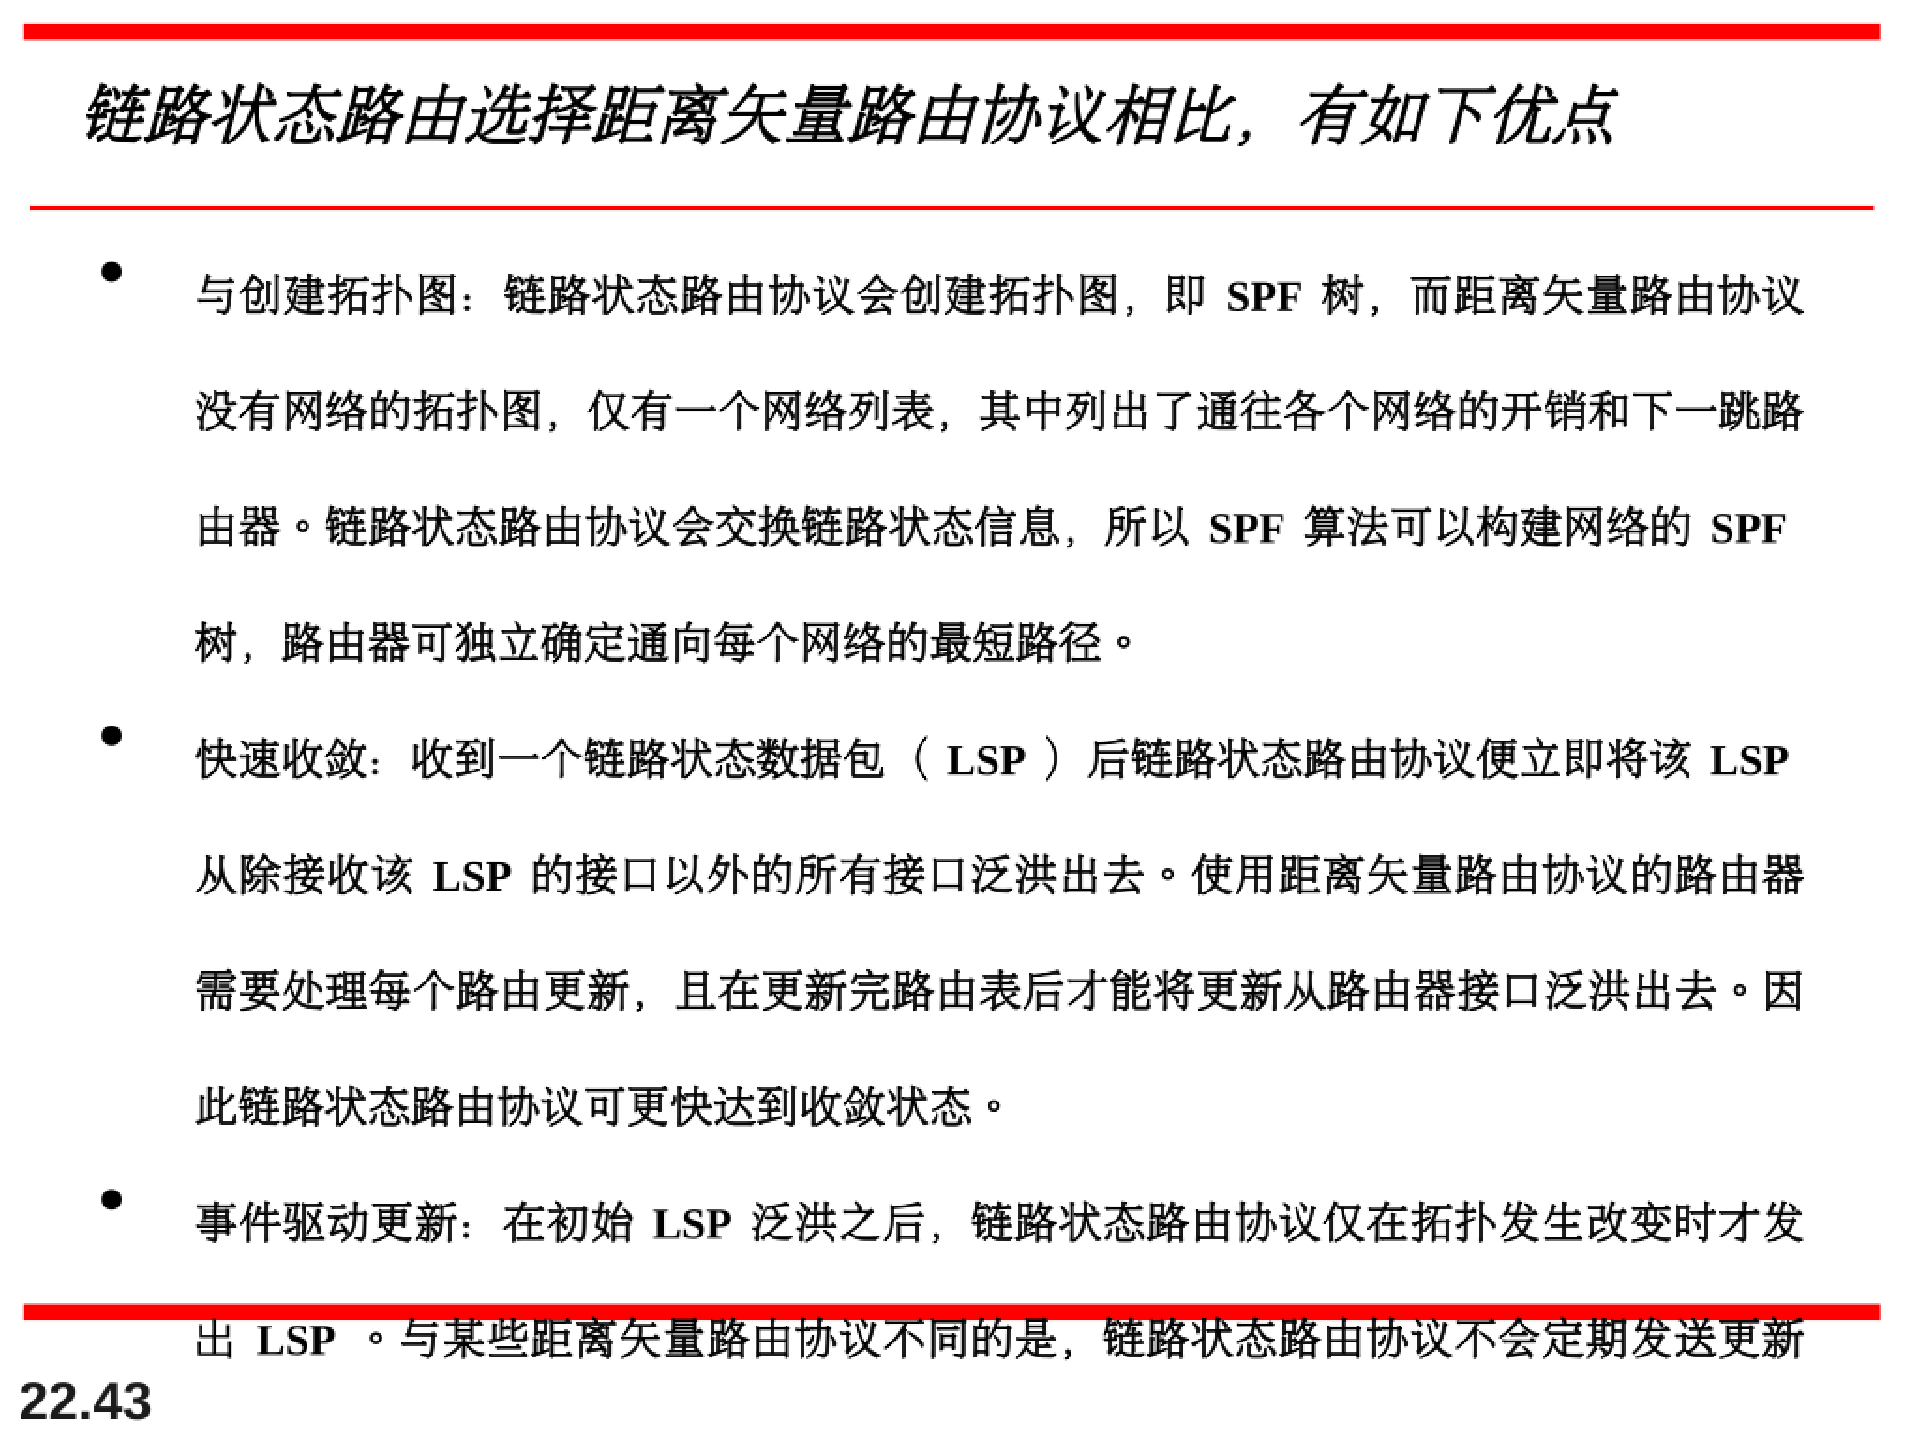 链路状态路由选择距离矢量路由协议相比，有如下优点
• 与创建拓扑图：链路状态路由协议会创建拓扑图，即 SPF 树，而距离矢量路由协议
没有网络的拓扑图，仅有一个网络列表，其中列出了通往各个网络的开销和下一跳路
由器。链路状态路由协议会交换链路状态信息，所以 SPF 算法可以构建网络的 SPF
树，路由器可独立确定通向每个网络的最短路径。
• 快速收敛：收到一个链路状态数据包（ LSP ）后链路状态路由协议便立即将该 LSP
从除接收该 LSP 的接口以外的所有接口泛洪出去。使用距离矢量路由协议的路由器
需要处理每个路由更新，且在更新完路由表后才能将更新从路由器接口泛洪出去。因
此链路状态路由协议可更快达到收敛状态。
• 事件驱动更新：在初始 LSP 泛洪之后，链路状态路由协议仅在拓扑发生改变时才发
出 LSP 。与某些距离矢量路由协议不同的是，链路状态路由协议不会定期发送更新
22.43